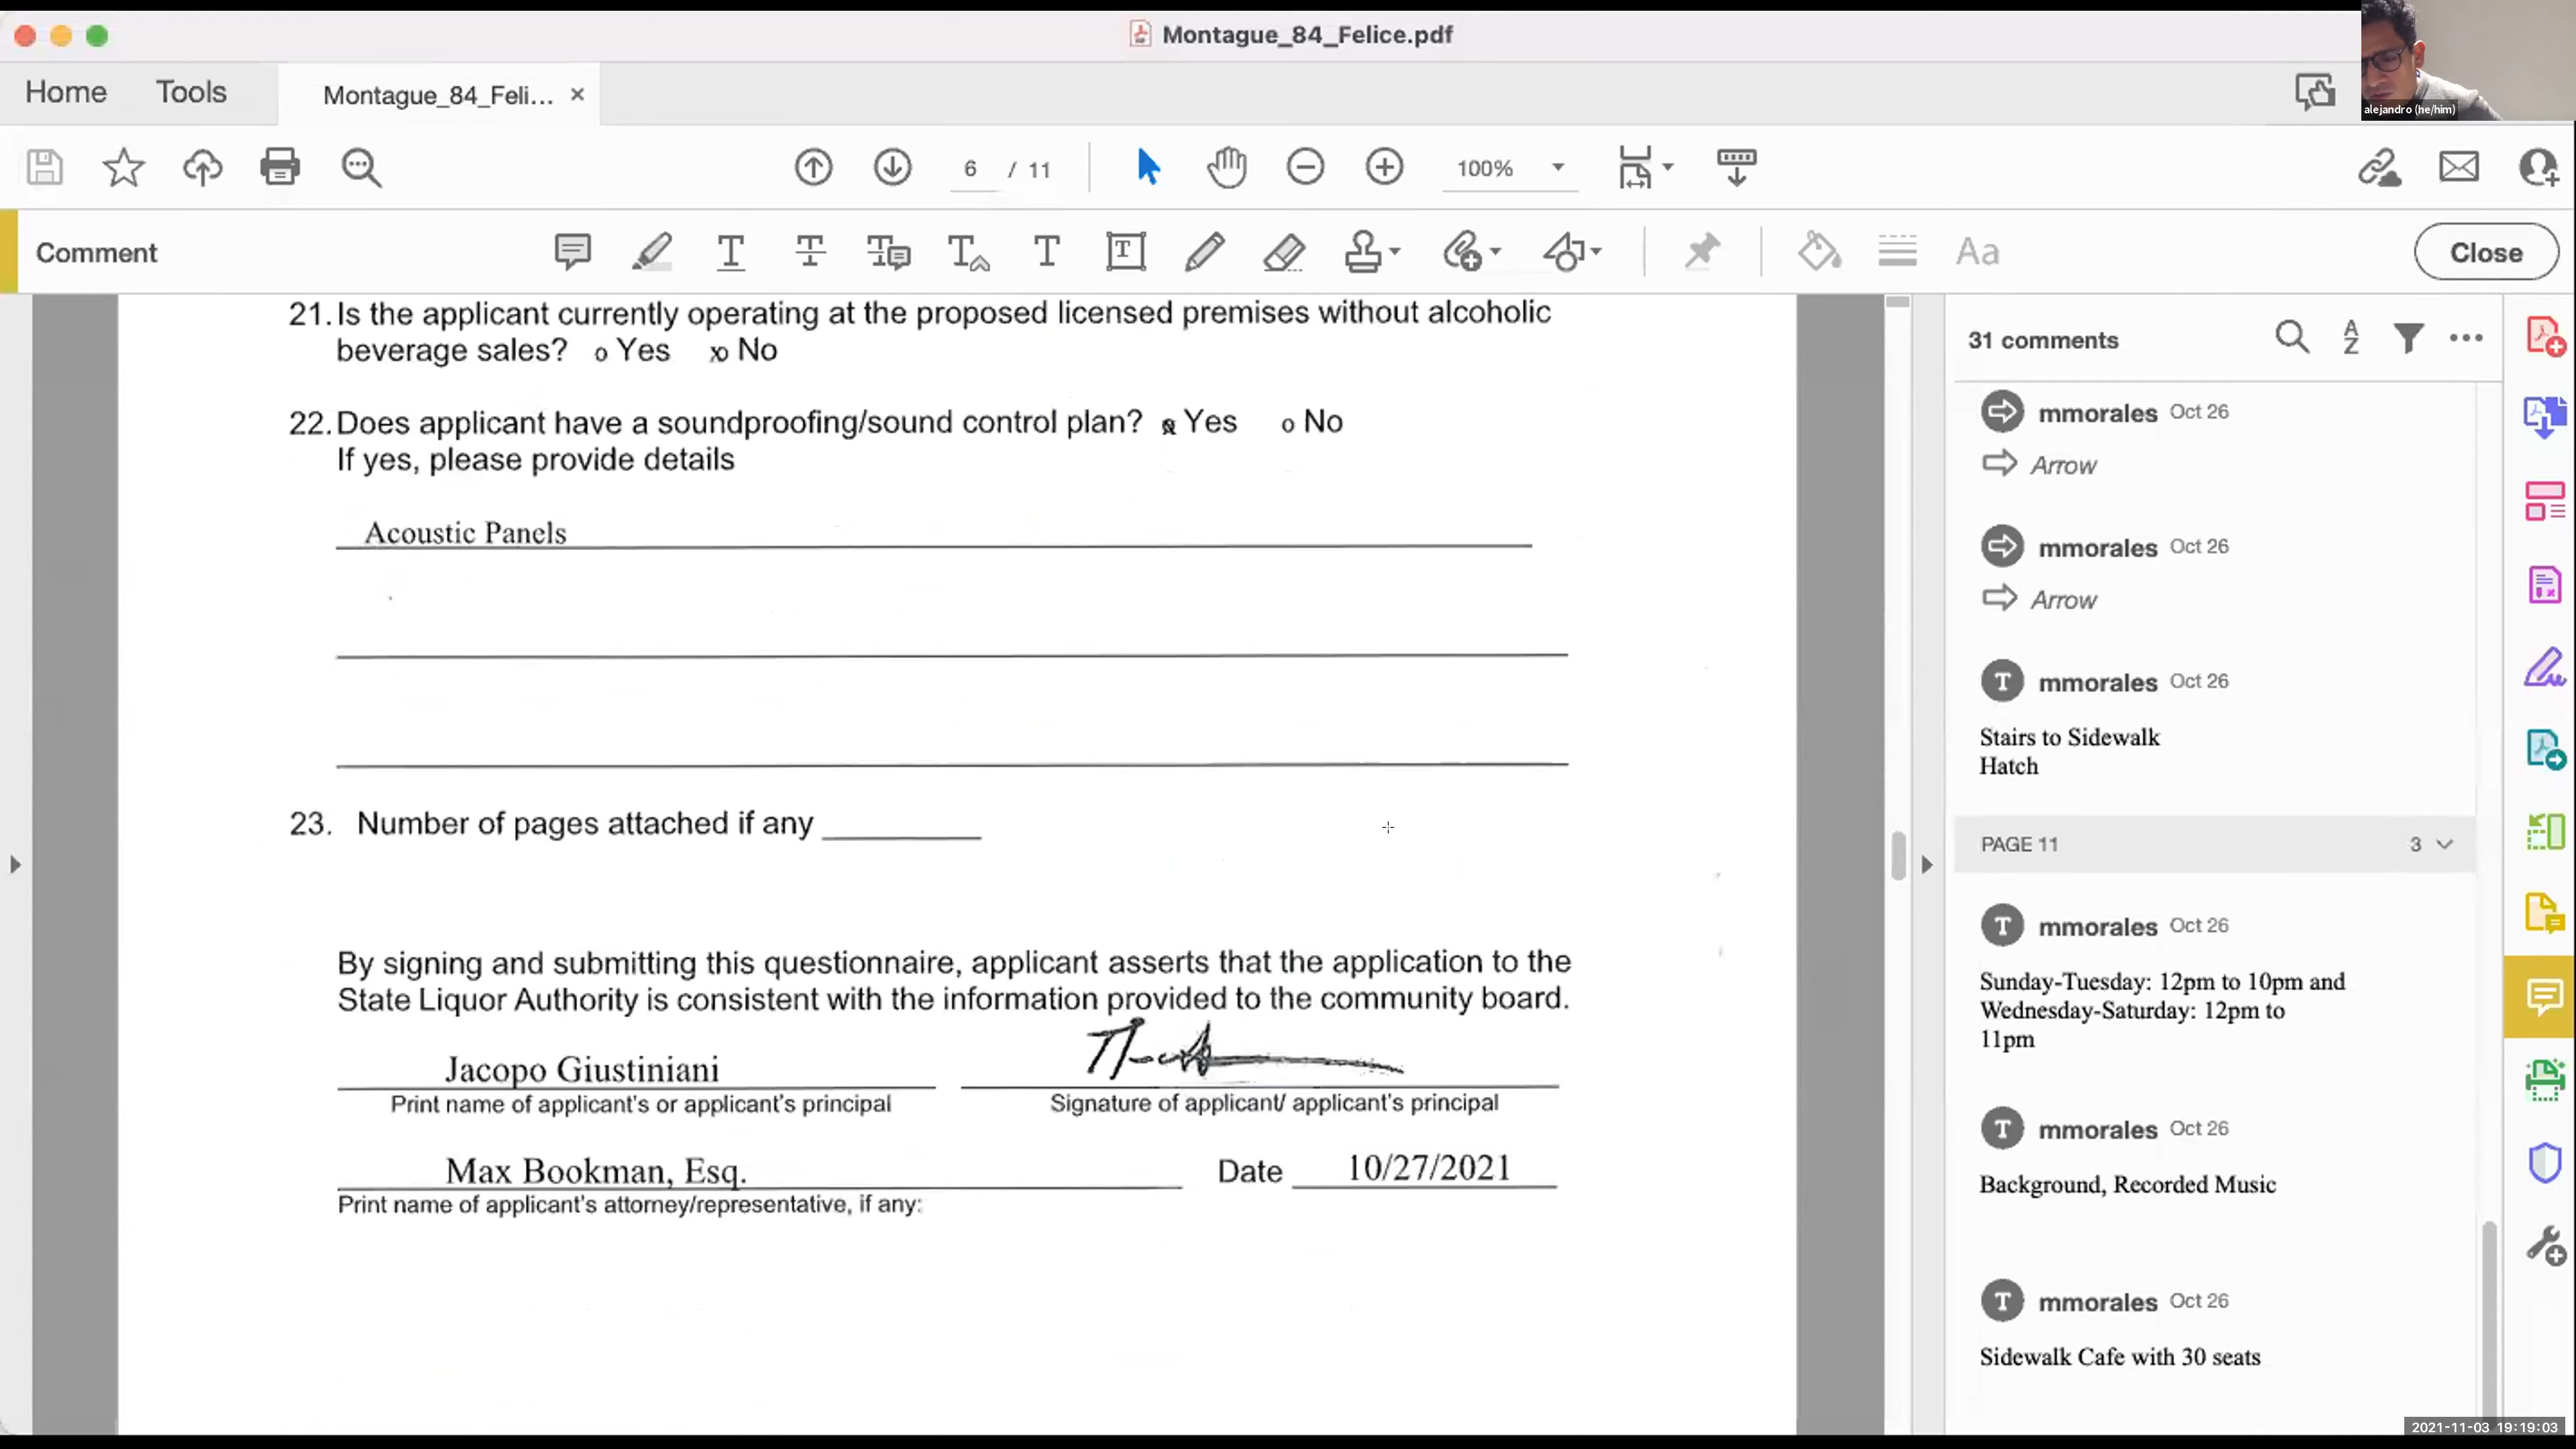 Montague_84_Felice.pdf
Home Tools Montague_84_Feli... ×
alejandro (he/him)
6 / 11 100%
Comment Close
21. Is the applicant currently operating at the proposed licensed premises without alcoholic
beverage sales? o Yes xo No
22. Does applicant have a soundproofing/sound control plan? x Yes o No
If yes, please provide details
Acoustic Panels
23. Number of pages attached if any
By signing and submitting this questionnaire, applicant asserts that the application to the
State Liquor Authority is consistent with the information provided to the community board.
Jacopo Giustiniani
Print name of applicant's or applicant's principal Signature of applicant/ applicant's principal
Max Bookman, Esq. Date 10/27/2021
Print name of applicant's attorney/representative, if any:
31 comments
mmorales Oct 26
Arrow
mmorales Oct 26
Arrow
T mmorales Oct 26
Stairs to Sidewalk
Hatch
PAGE 11 3
T mmorales Oct 26
Sunday-Tuesday: 12pm to 10pm and
Wednesday-Saturday: 12pm to
11pm
T mmorales Oct 26
Background, Recorded Music
T mmorales Oct 26
Sidewalk Cafe with 30 seats
2021-11-03 19:19:03